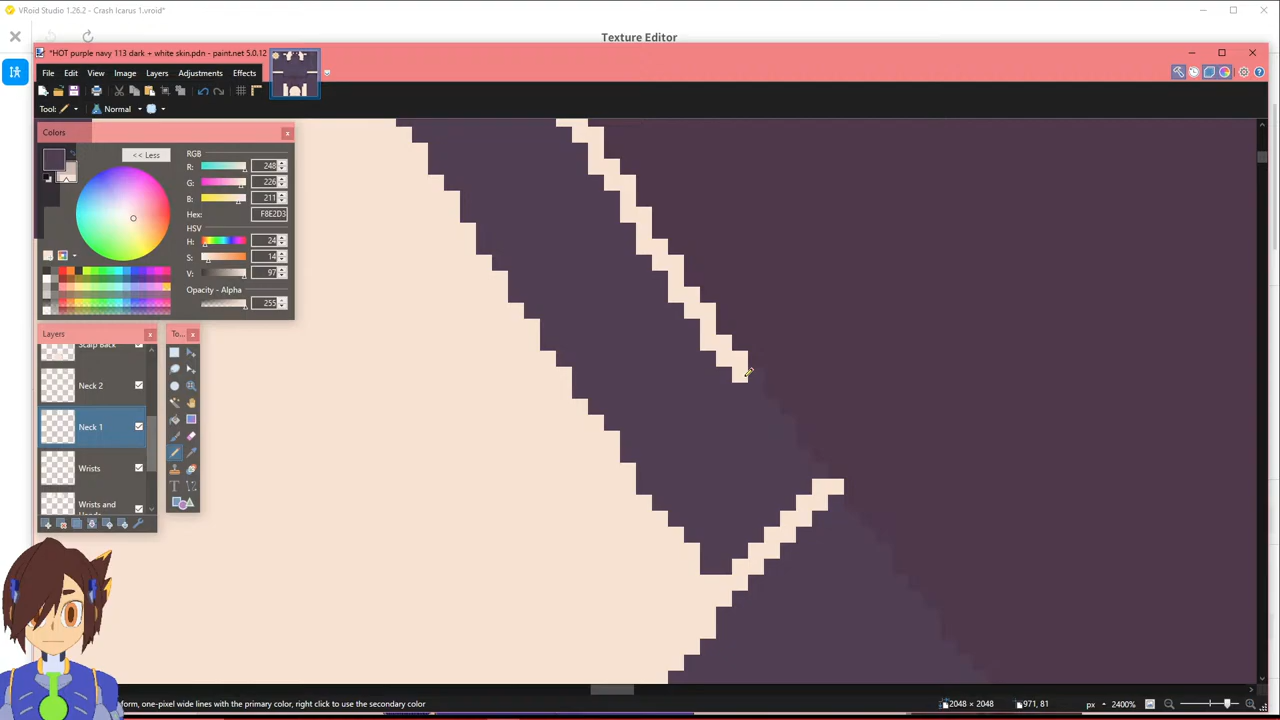 VRoid Studio 1.26.2 - Crash Icarus 1.vroid*
Texture Editor
*HOT purple navy 113 dark + white skin.pdn - paint.net 5.0.12
File Edit View Image Layers Adjustments Effects
Tool: Normal
Colors
<< Less
RGB
R: 248
G: 226
B: 211
Hex: F8E2D3
HSV
H: 24
S: 14
V: 97
Opacity - Alpha
255
Layers
To...
Scalp Back
Neck 2
Neck 1
Wrists
Wrists and
Hands
form, one-pixel wide lines with the primary color, right click to use the secondary color
2048 × 2048
971, 81
px
2400%